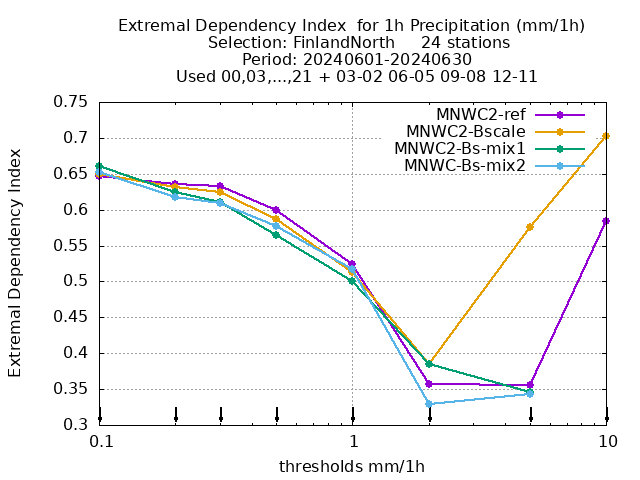 Extremal Dependency Index  for 1h Precipitation (mm/1h)
Selection: FinlandNorth     24 stations
Period: 20240601-20240630
Used 00,03,...,21 + 03-02 06-05 09-08 12-11
Extremal Dependency Index
0.75
0.7
0.65
0.6
0.55
0.5
0.45
0.4
0.35
0.3
MNWC2-ref
MNWC2-Bscale
MNWC2-Bs-mix1
MNWC-Bs-mix2
0.1 1 10
thresholds mm/1h